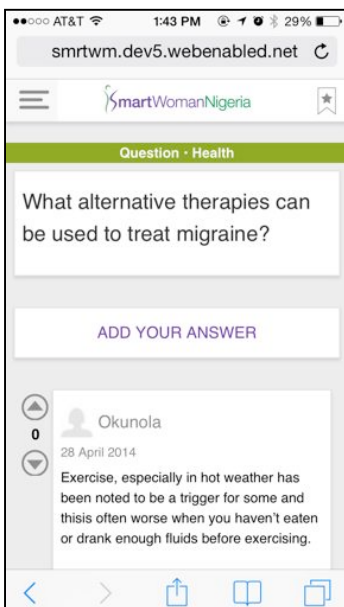 AT&T 1:43 PM 29%
smrtwm.dev5.webenabled.net
SmartWomanNigeria
Question · Health
What alternative therapies can
be used to treat migraine?
ADD YOUR ANSWER
0
Okunola
28 April 2014
Exercise, especially in hot weather has
been noted to be a trigger for some and
thisis often worse when you haven't eaten
or drank enough fluids before exercising.